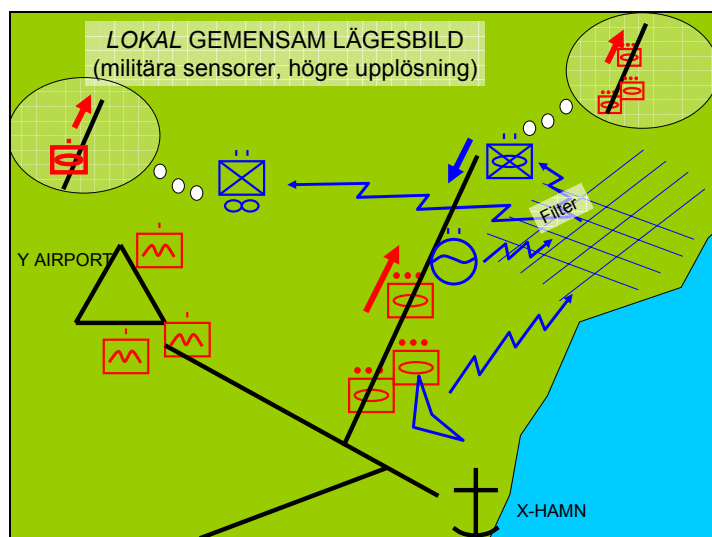 LOKAL GEMENSAM LÄGESBILD
(militära sensorer, högre upplösning)
Filter
Y AIRPORT
X-HAMN